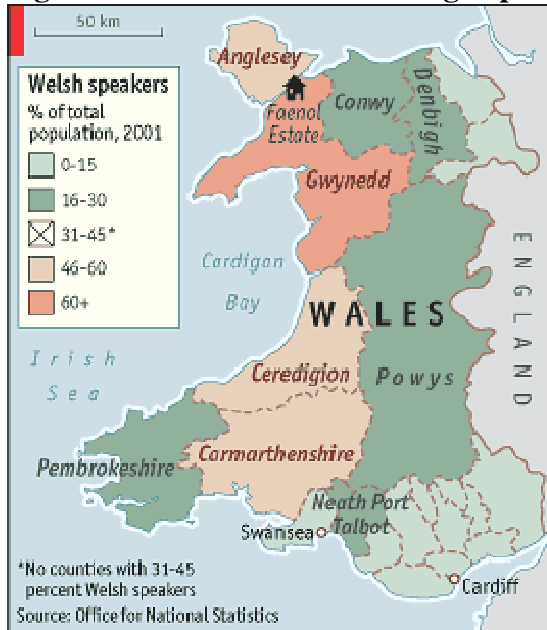 50 km
Welsh speakers
% of total
population, 2001
0-15
16-30
31-45*
46-60
60+
Anglesey
Faenol
Estate
Conwy
Denbigh
Gwynedd
Cardigan
Bay
WALES
ENGLAND
Irish
Sea
Ceredigion
Powys
Carmarthenshire
Pembrokeshire
Neath Port
Talbot
Swansea
Cardiff
*No counties with 31-45
percent Welsh speakers
Source: Office for National Statistics